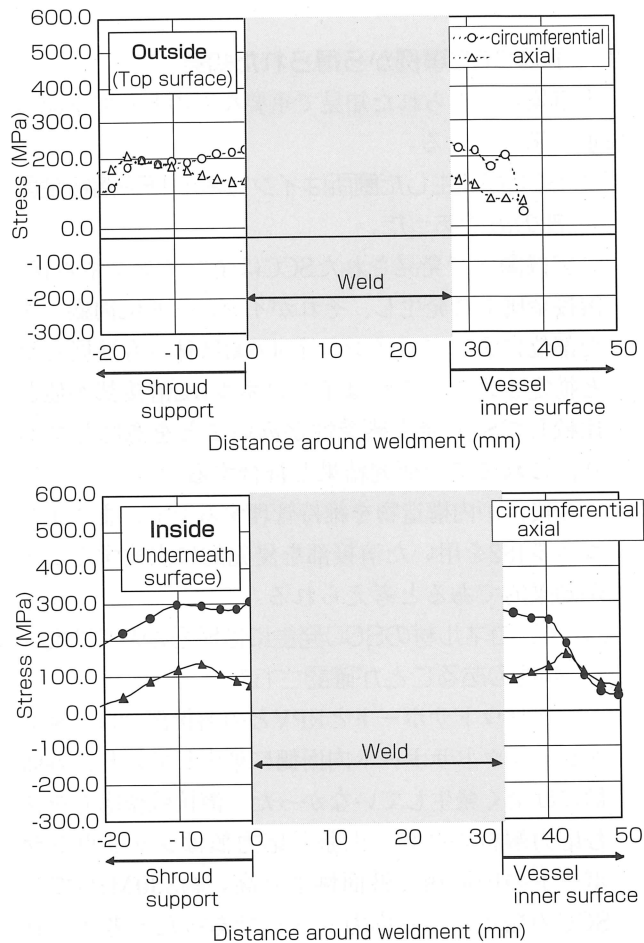 600.0
500.0
400.0
300.0
200.0
100.0
0.0
-100.0
-200.0
-300.0
Stress (MPa)
Outside
(Top surface)
circumferential
axial
Weld
-20 -10 0 10 20 30 40 50
Shroud
support
Vessel
inner surface
Distance around weldment (mm)
600.0
500.0
400.0
300.0
200.0
100.0
0.0
-100.0
-200.0
-300.0
Stress (MPa)
Inside
(Underneath
surface)
circumferential
axial
Weld
-20 -10 0 10 20 30 40 50
Shroud
support
Vessel
inner surface
Distance around weldment (mm)